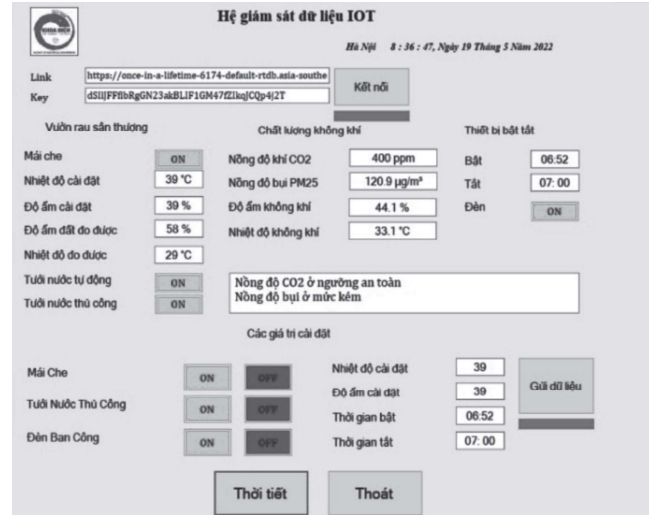 Hệ giám sát dữ liệu IOT
Hà Nội 8 : 36 : 47, Ngày 19 Tháng 5 Năm 2022
Link https://once-in-a-lifetime-6174-default-rtdb.asia-southe
Key
Kết nối
Vườn rau sân thượng
Mái che ON
Nhiệt độ cài đặt 39 °C
Độ ẩm cài đặt 39 %
Độ ẩm đất đo được 58 %
Nhiệt độ đo được 29 °C
Tưới nước tự động ON
Tưới nước thủ công ON
Chất lượng không khí
Nồng độ khí CO2 400 ppm
Nồng độ bụi PM25 120.9 µg/m³
Độ ẩm không khí 44.1 %
Nhiệt độ không khí 33.1 °C
Thiết bị bật tắt
Bật 06:52
Tắt 07: 00
Đèn ON
Nồng độ CO2 ở ngưỡng an toàn
Nồng độ bụi ở mức kém
Các giá trị cài đặt
Mái Che ON OFF
Tưới Nước Thủ Công ON OFF
Đèn Ban Công ON OFF
Nhiệt độ cài đặt 39
Độ ẩm cài đặt 39
Thời gian bật 06:52
Thời gian tắt 07: 00
Gửi dữ liệu
Thời tiết
Thoát